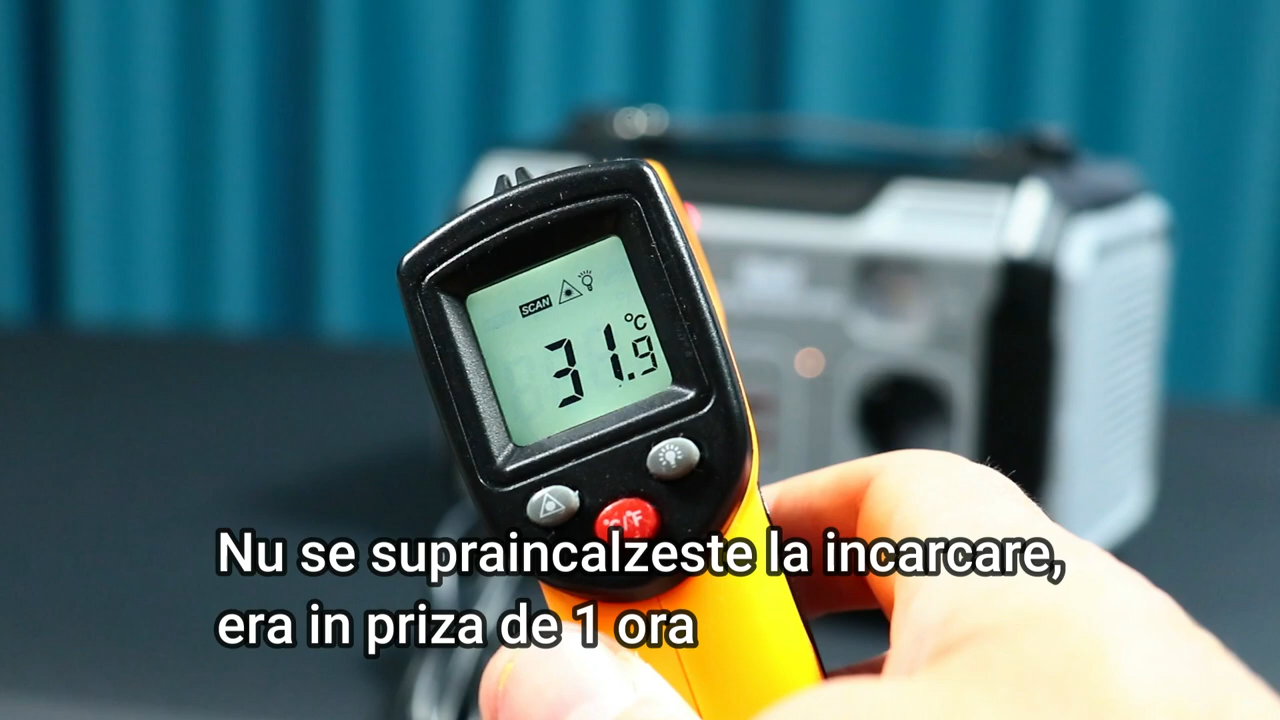 SCAN
°C
31.9
°C/°F
Nu se supraincalzeste la incarcare,
era in priza de 1 ora